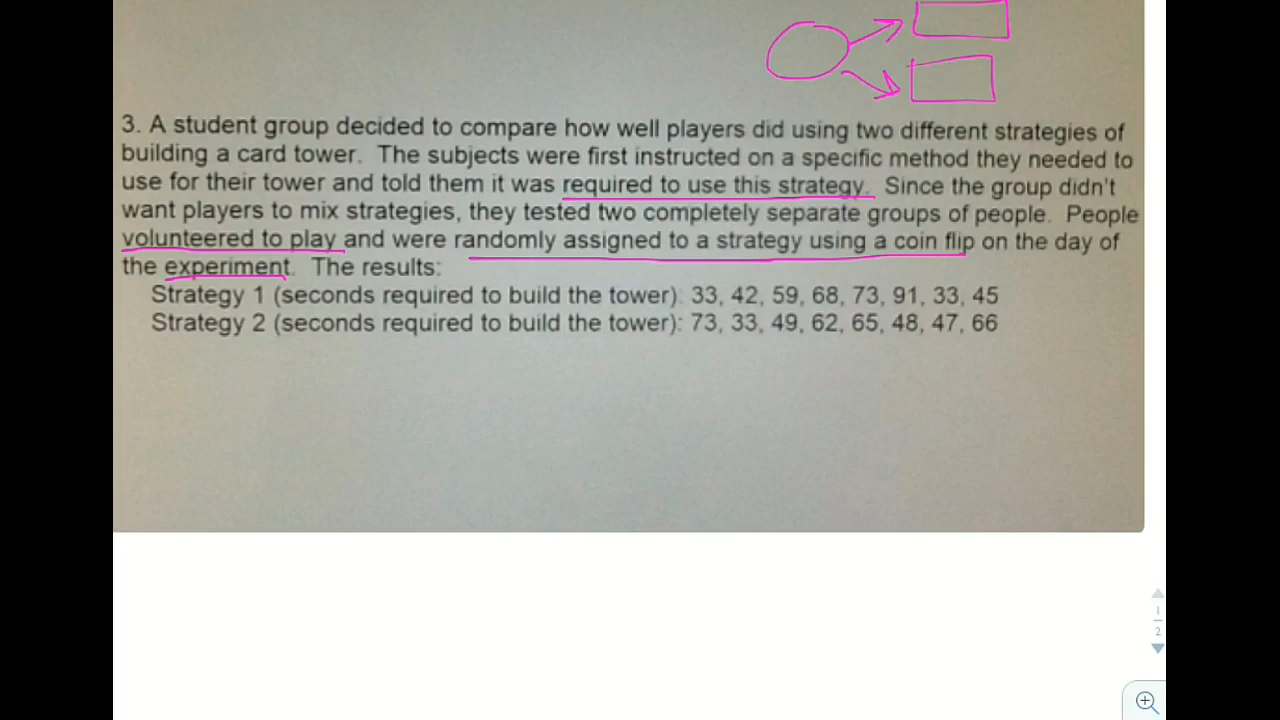 3. A student group decided to compare how well players did using two different strategies of
building a card tower. The subjects were first instructed on a specific method they needed to
use for their tower and told them it was required to use this strategy. Since the group didn't
want players to mix strategies, they tested two completely separate groups of people. People
volunteered to play and were randomly assigned to a strategy using a coin flip on the day of
the experiment. The results:
Strategy 1 (seconds required to build the tower): 33, 42, 59, 68, 73, 91, 33, 45
Strategy 2 (seconds required to build the tower): 73, 33, 49, 62, 65, 48, 47, 66
1
2